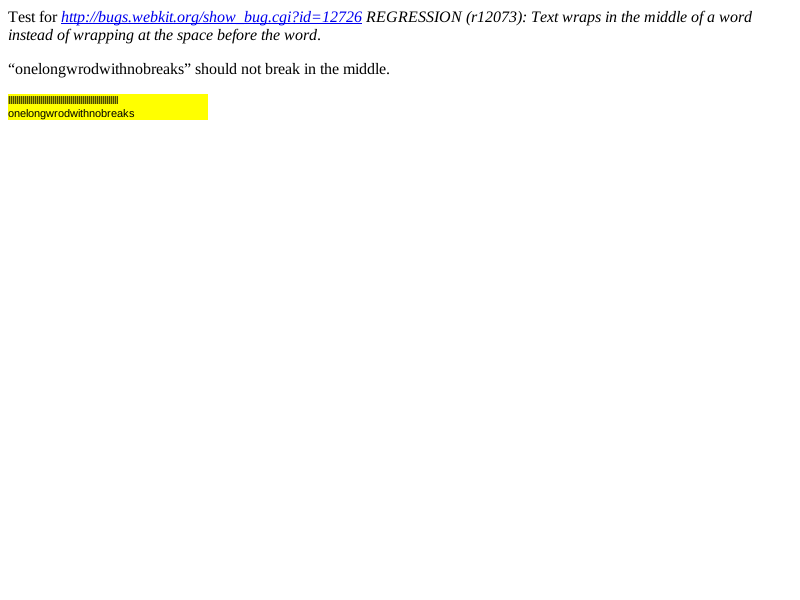 Test for http://bugs.webkit.org/show_bug.cgi?id=12726 REGRESSION (r12073): Text wraps in the middle of a word
instead of wrapping at the space before the word.
“onelongwrodwithnobreaks” should not break in the middle.
onelongwrodwithnobreaks